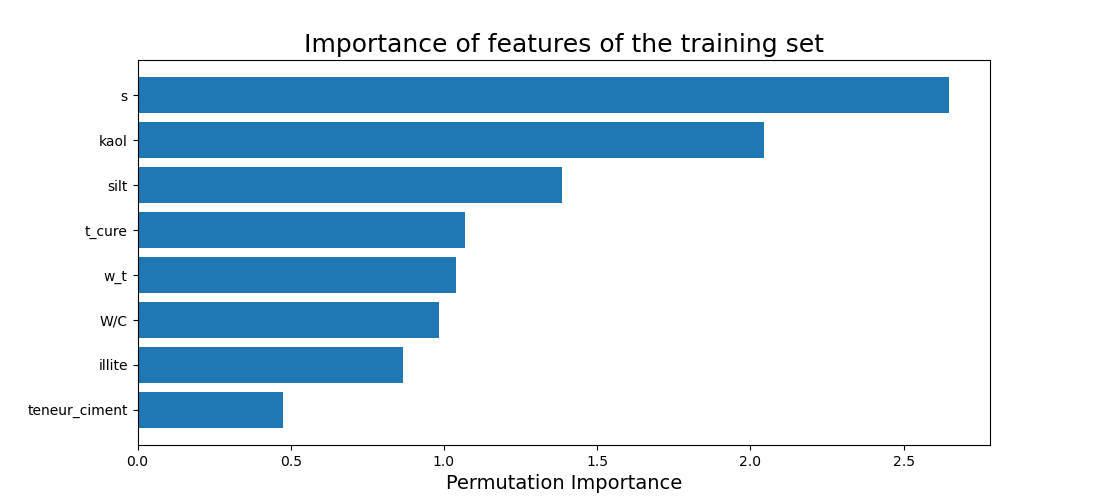 Importance of features of the training set
s
kaol
silt
t_cure
w_t
W/C
illite
teneur_ciment
0.0 0.5 1.0 1.5 2.0 2.5
Permutation Importance